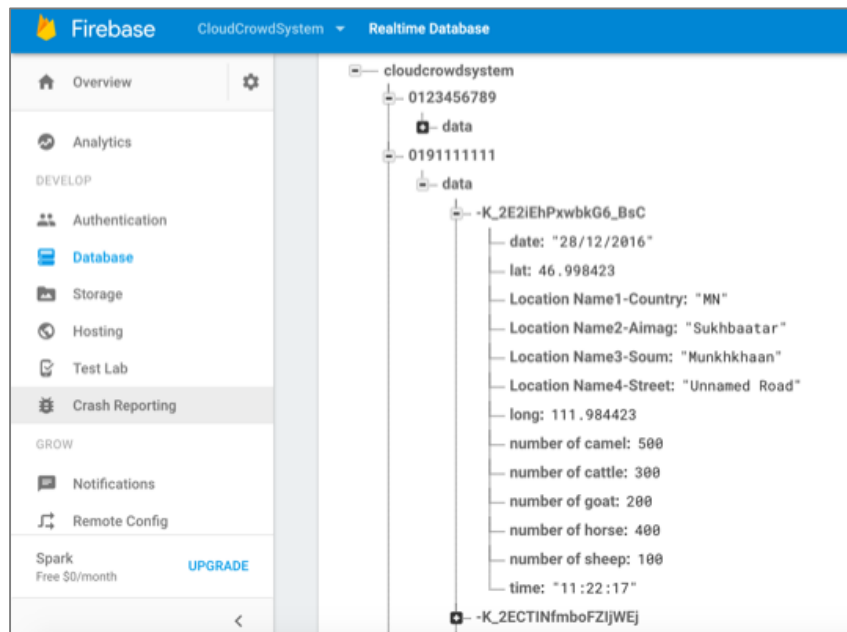 Firebase CloudCrowdSystem Realtime Database
Overview
Analytics
DEVELOP
Authentication
Database
Storage
Hosting
Test Lab
Crash Reporting
GROW
Notifications
Remote Config
Spark
Free $0/month
UPGRADE
cloudcrowdsystem
0123456789
data
0191111111
data
-K_2E2iEhPxwbkG6_BsC
date: "28/12/2016"
lat: 46.998423
Location Name1-Country: "MN"
Location Name2-Aimag: "Sukhbaatar"
Location Name3-Soum: "Munkhkhaan"
Location Name4-Street: "Unnamed Road"
long: 111.984423
number of camel: 500
number of cattle: 300
number of goat: 200
number of horse: 400
number of sheep: 100
time: "11:22:17"
-K_2ECTINfmboFZIjWEj